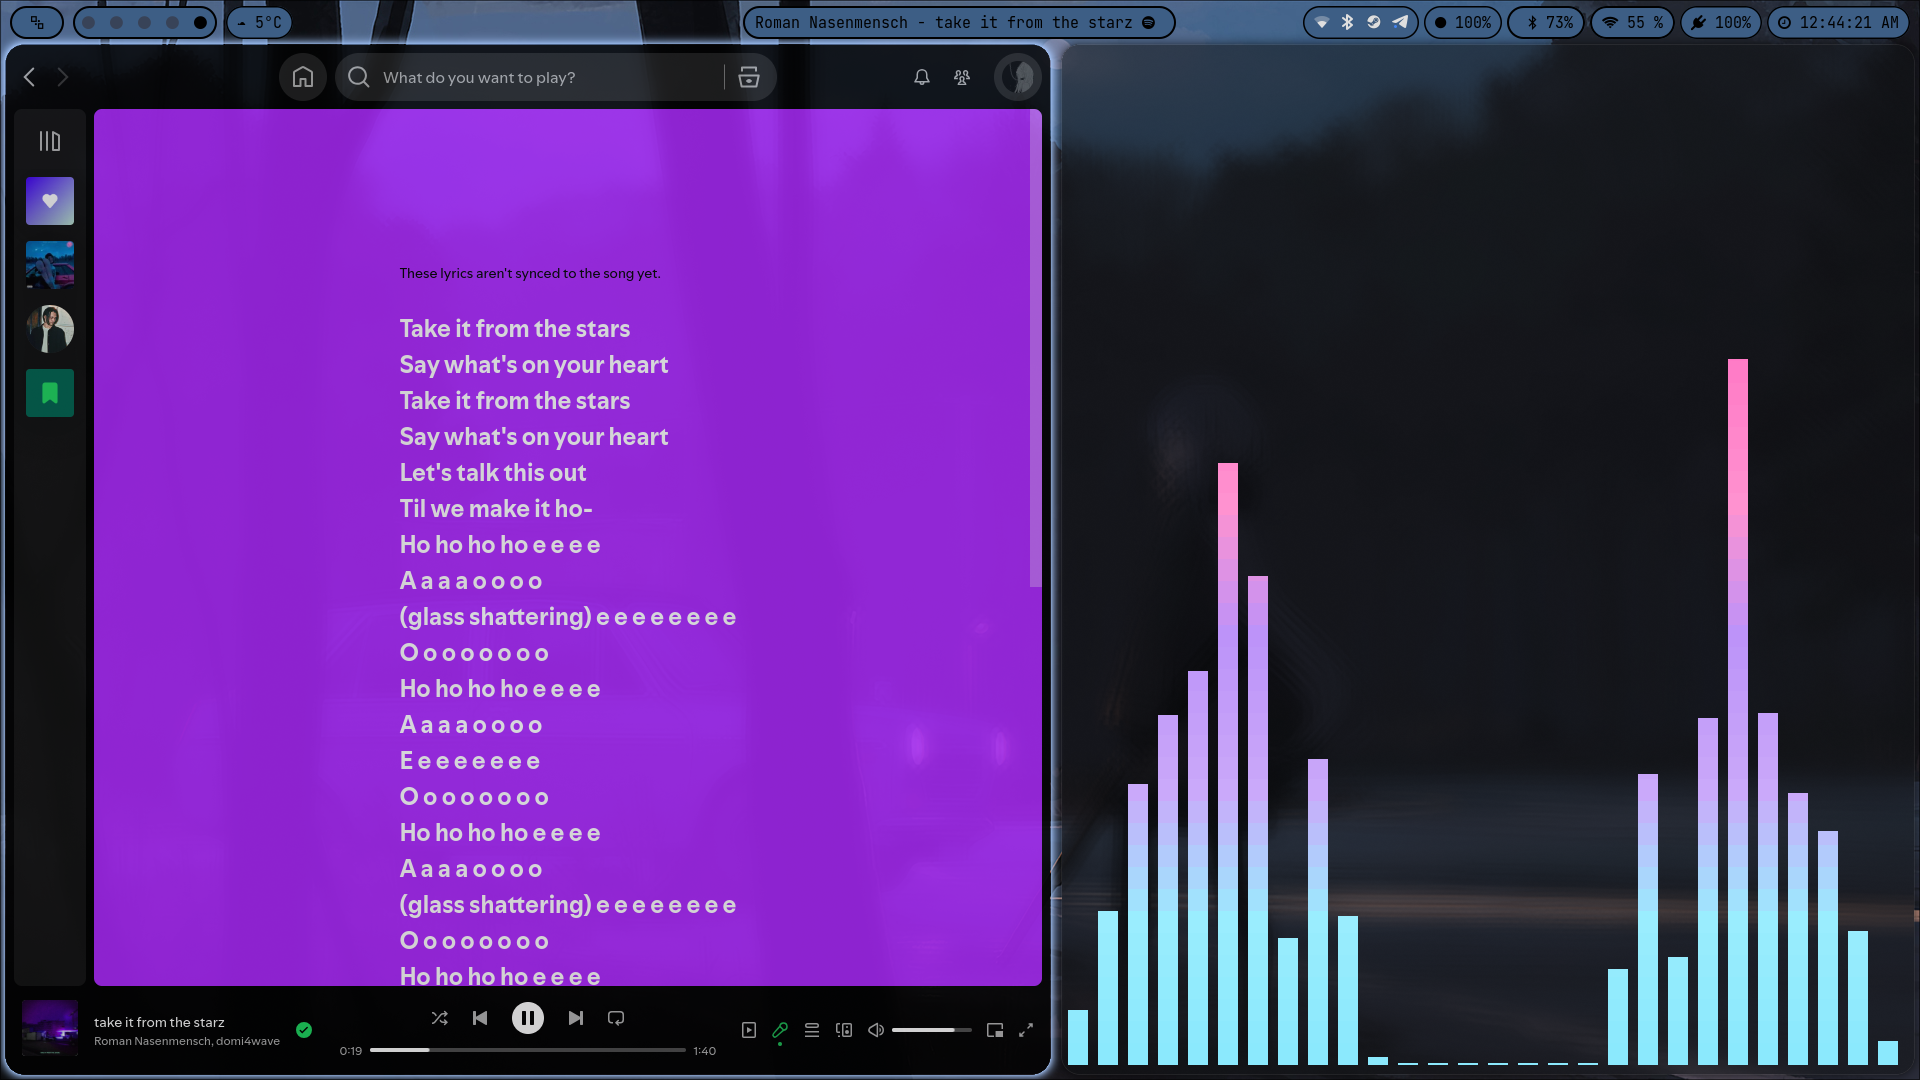 5°C
Roman Nasenmensch - take it from the starz
100%
73%
55 %
100%
12:44:21 AM
What do you want to play?
These lyrics aren't synced to the song yet.
Take it from the stars
Say what's on your heart
Take it from the stars
Say what's on your heart
Let's talk this out
Til we make it ho-
Ho ho ho ho e e e e
A a a a o o o o
(glass shattering) e e e e e e e e
O o o o o o o o
Ho ho ho ho e e e e
A a a a o o o o
E e e e e e e e
O o o o o o o o
Ho ho ho ho e e e e
A a a a o o o o
(glass shattering) e e e e e e e e
O o o o o o o o
Ho ho ho ho e e e e
take it from the starz
Roman Nasenmensch, domi4wave
0:19
1:40